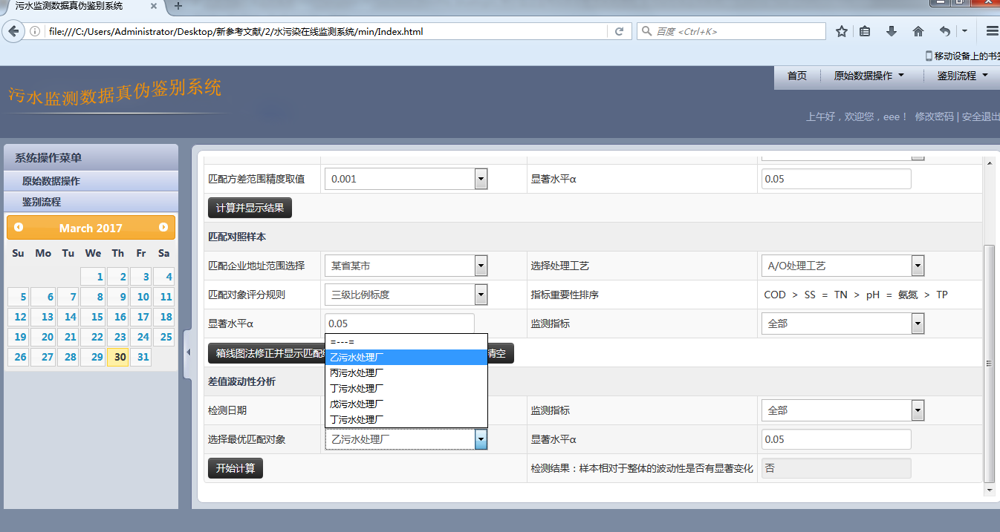 污水监测数据真伪鉴别系统
file:///C:/Users/Administrator/Desktop/新参考文献/2/水污染在线监测系统/min/Index.html
百度 <Ctrl+K>
移动设备上的书签
污水监测数据真伪鉴别系统
首页 原始数据操作 鉴别流程
上午好，欢迎您，eee！ 修改密码 | 安全退出
系统操作菜单
原始数据操作
鉴别流程
March 2017
Su Mo Tu We Th Fr Sa
1 2 3 4
5 6 7 8 9 10 11
12 13 14 15 16 17 18
19 20 21 22 23 24 25
26 27 28 29 30 31
匹配方差范围精度取值 0.001 显著水平α 0.05
计算并显示结果
匹配对照样本
匹配企业地址范围选择 某省某市 选择处理工艺 A/O处理工艺
匹配对象评分规则 三级比例标度 指标重要性排序 COD > SS = TN > pH = 氨氮 > TP
显著水平α 0.05 监测指标 全部
箱线图法修正并显示匹配 清空
=---=
乙污水处理厂
丙污水处理厂
丁污水处理厂
戊污水处理厂
丁污水处理厂
差值波动性分析
检测日期 监测指标 全部
选择最优匹配对象 乙污水处理厂 显著水平α 0.05
开始计算 检测结果：样本相对于整体的波动性是否有显著变化 否